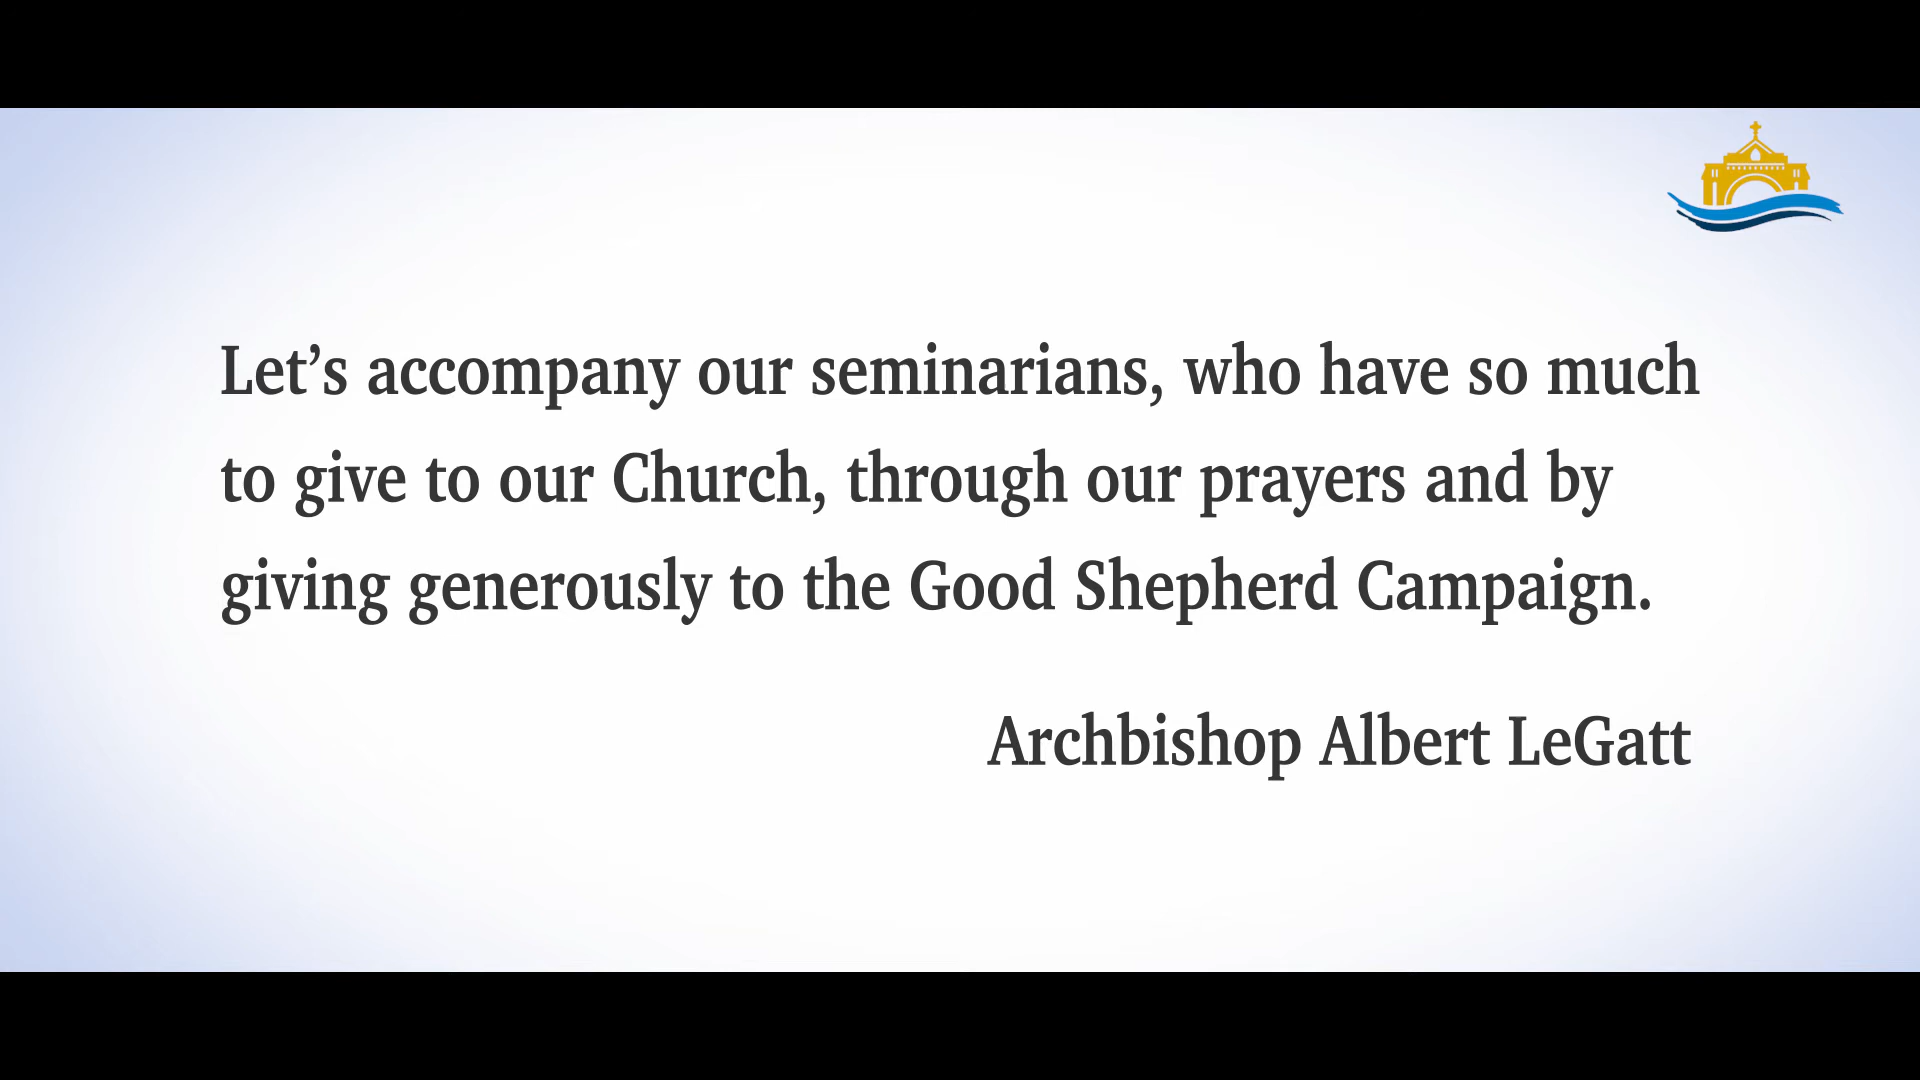 Let’s accompany our seminarians, who have so much
to give to our Church, through our prayers and by
giving generously to the Good Shepherd Campaign.
Archbishop Albert LeGatt